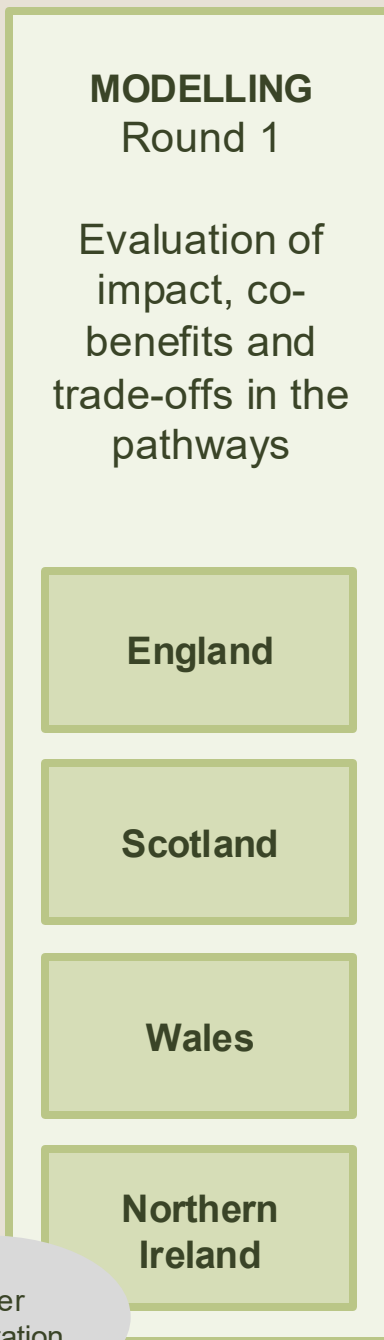 MODELLING
Round 1
Evaluation of
impact, co-
benefits and
trade-offs in the
pathways
England
Scotland
Wales
Northern
Ireland